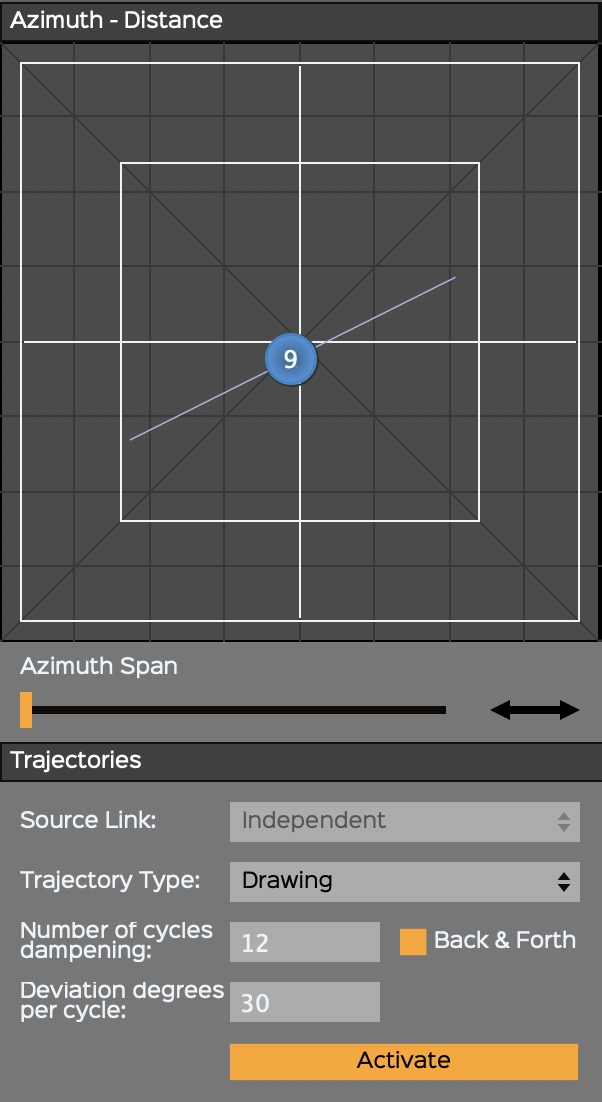 Azimuth - Distance
9
Azimuth Span
Trajectories
Source Link:
Independent
Trajectory Type:
Drawing
Number of cycles
dampening:
12
Back & Forth
Deviation degrees
per cycle:
30
Activate